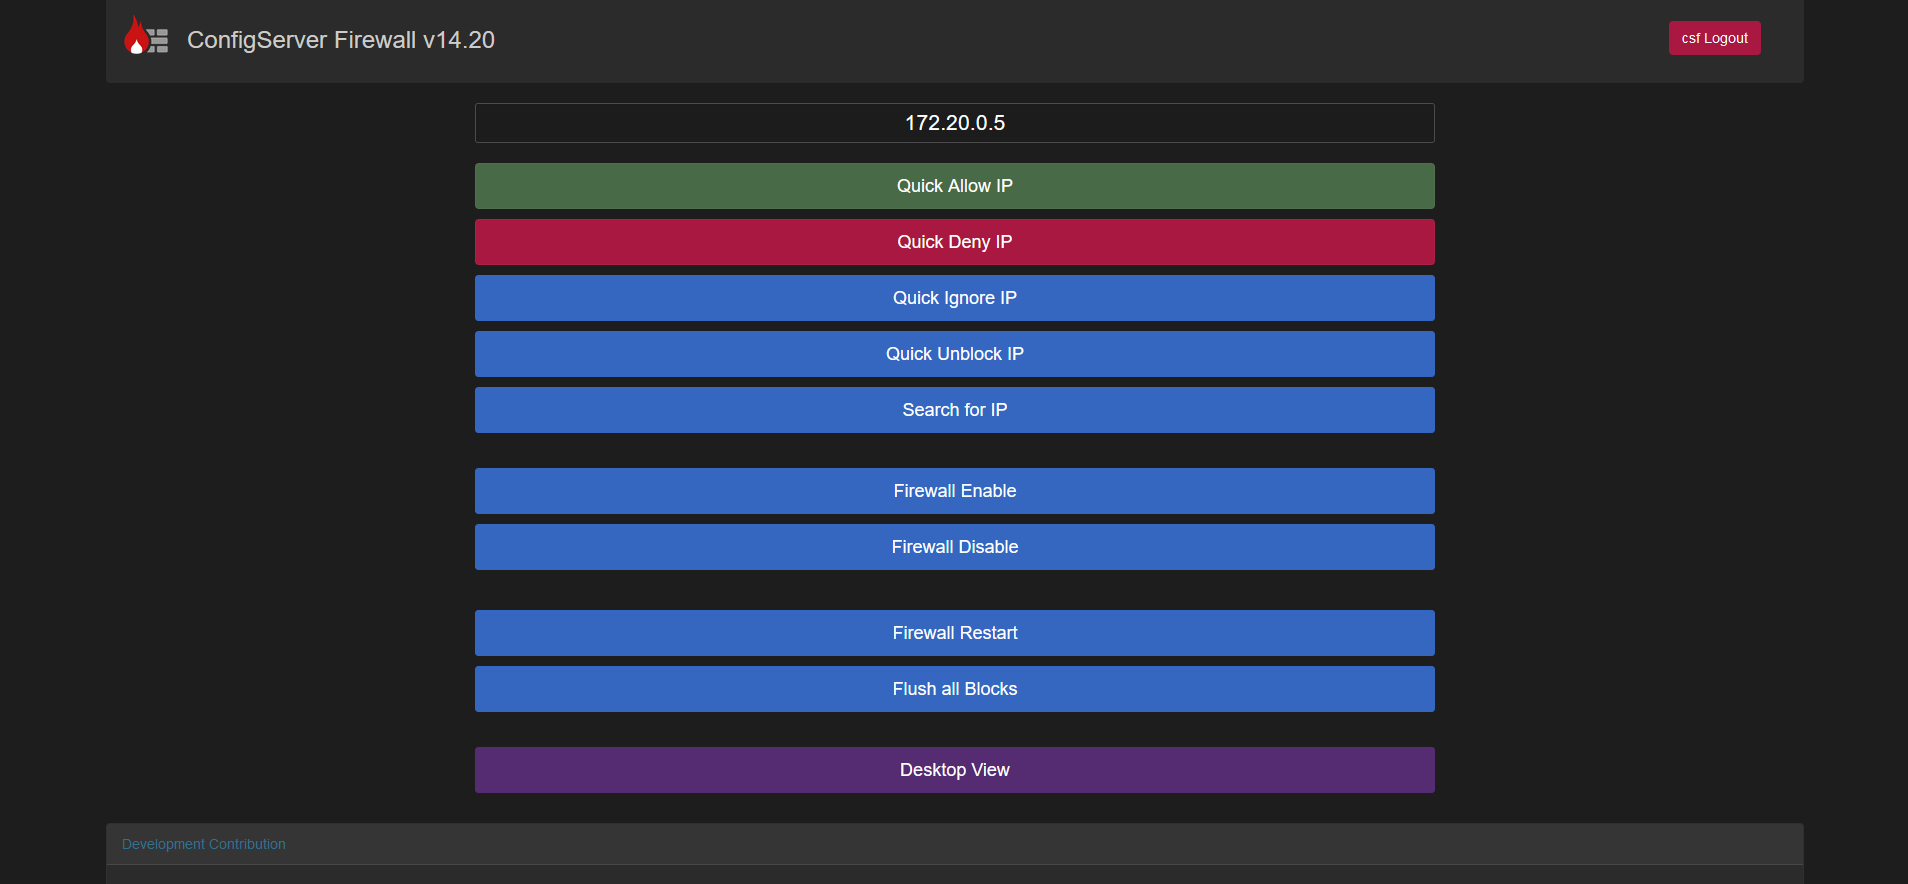 ConfigServer Firewall v14.20
csf Logout
172.20.0.5
Quick Allow IP
Quick Deny IP
Quick Ignore IP
Quick Unblock IP
Search for IP
Firewall Enable
Firewall Disable
Firewall Restart
Flush all Blocks
Desktop View
Development Contribution